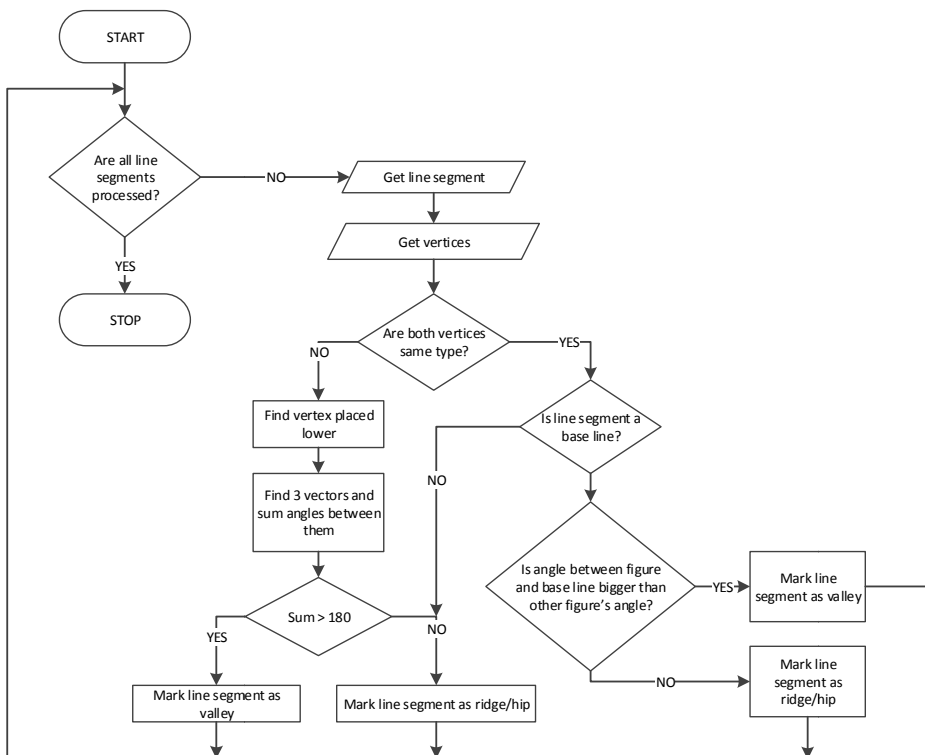 START
Are all line
segments
processed?
NO
Get line segment
Get vertices
YES
STOP
Are both vertices
same type?
NO
YES
Find vertex placed
lower
Is line segment a
base line?
NO
Find 3 vectors and
sum angles between
them
Is angle between figure
and base line bigger than
other figure's angle?
YES
Mark line
segment as valley
Sum > 180
YES
NO
NO
Mark line
segment as
ridge/hip
Mark line segment as
valley
Mark line segment as ridge/hip